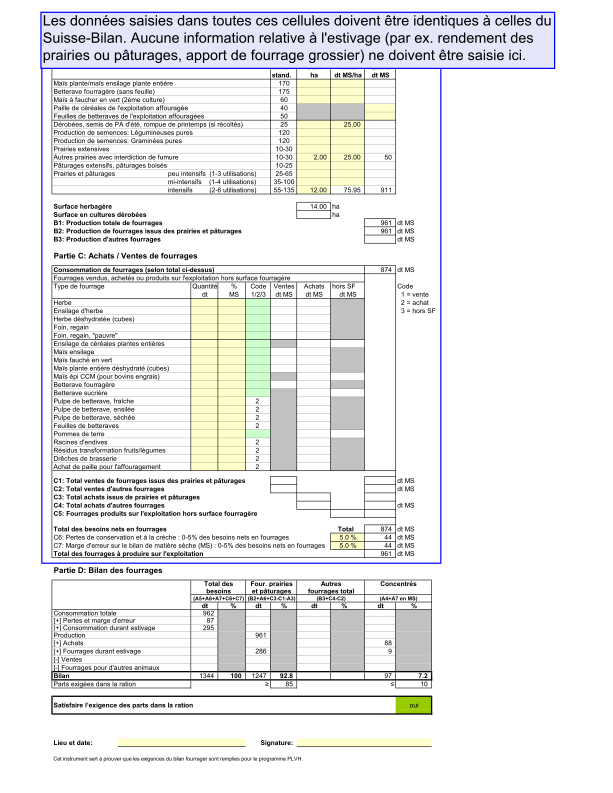 Les données saisies dans toutes ces cellules doivent être identiques à celles du
Suisse-Bilan. Aucune information relative à l'estivage (par ex. rendement des
prairies ou pâturages, apport de fourrage grossier) ne doivent être saisie ici.
stand. ha dt MS/ha dt MS
Maïs plante/maïs ensilage plante entière 170
Betterave fourragère (sans feuille) 175
Maïs à faucher en vert (2ème culture) 60
Paille de céréales de l'exploitation affouragée 40
Feuilles de betteraves de l'exploitation affouragées 50
Dérobées, semis de PA d'été, rompue de printemps (si récoltés) 25 25.00
Production de semences: Légumineuses pures 120
Production de semences: Graminées pures 120
Prairies extensives 10-30
Autres prairies avec interdiction de fumure 10-30 2.00 25.00 50
Pâturages extensifs, pâturages boisés 10-25
Prairies et pâturages peu intensifs (1-3 utilisations) 25-65
mi-intensifs (1-4 utilisations) 35-100
intensifs (2-6 utilisations) 55-135 12.00 75.95 911
Surface herbagère 14.00 ha
Surface en cultures dérobées ha
B1: Production totale de fourrages 961 dt MS
B2: Production de fourrages issus des prairies et pâturages 961 dt MS
B3: Production d'autres fourrages dt MS
Partie C: Achats / Ventes de fourrages
Consommation de fourrages (selon total ci-dessus) 874 dt MS
Fourrages vendus, achetés ou produits sur l'exploitation hors surface fourragère
Type de fourrage Quantité % Code Ventes Achats hors SF Code
dt MS 1/2/3 dt MS dt MS dt MS 1 = vente
2 = achat
Herbe
3 = hors SF
Ensilage d'herbe
Herbe déshydratée (cubes)
Foin, regain
Foin, regain, "pauvre"
Ensilage de céréales plantes entières
Maïs ensilage
Maïs fauché en vert
Maïs plante entière déshydraté (cubes)
Maïs épi CCM (pour bovins engrais)
Betterave fourragère
Betterave sucrière
Pulpe de betterave, fraîche 2
Pulpe de betterave, ensilée 2
Pulpe de betterave, séchée 2
Feuilles de betteraves 2
Pommes de terre
Racines d'endives 2
Résidus transformation fruits/légumes 2
Drêches de brasserie 2
Achat de paille pour l'affouragement 2
C1: Total ventes de fourrages issus des prairies et pâturages dt MS
C2: Total ventes d'autres fourrages dt MS
C3: Total achats issus de prairies et pâturages
C4: Total achats d'autres fourrages dt MS
C5: Fourrages produits sur l'exploitation hors surface fourragère
Total des besoins nets en fourrages Total 874 dt MS
C6: Pertes de conservation et à la crèche : 0-5% des besoins nets en fourrages 5.0 % 44 dt MS
C7: Marge d'erreur sur le bilan de matière sèche (MS) : 0-5% des besoins nets en fourrages 5.0 % 44 dt MS
Total des fourrages à produire sur l'exploitation 961 dt MS
Partie D: Bilan des fourrages
Total des Four. prairies Autres Concentrés
besoins et pâturages fourrages total
(A5+A6+A7+C6+C7) (B2+A6+C3-C1-A3) (B3+C4-C2) (A4+A7 en MS)
dt % dt % dt % dt %
Consommation totale 962
[+] Pertes et marge d'erreur 87
[+] Consommation durant estivage 295
Production 961
[+] Achats 88
[+] Fourrages durant estivage 286 9
[-] Ventes
[-] Fourrages pour d'autres animaux
Bilan 1344 100 1247 92.8 97 7.2
Parts exigées dans la ration ≥ 85 ≤ 10
Satisfaire l'exigence des parts dans la ration oui
Lieu et date: Signature:
Cet instrument sert à prouver que les exigences du bilan fourrager sont remplies pour le programme PLVH.